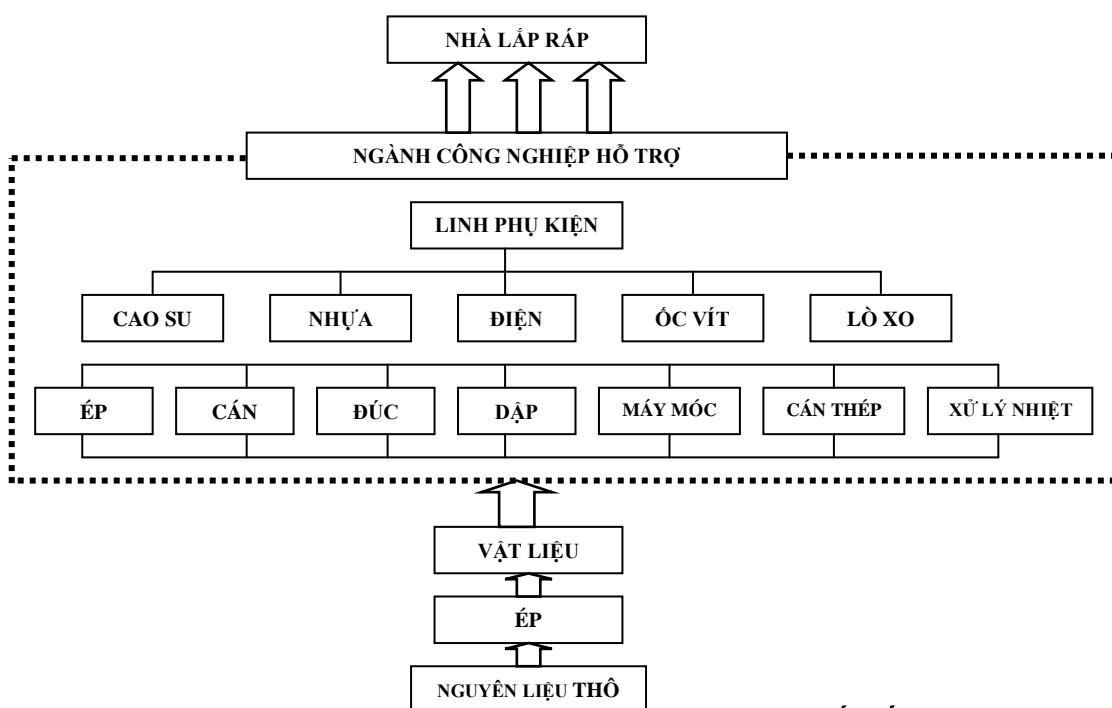 NHÀ LẮP RÁP
NGÀNH CÔNG NGHIỆP HỖ TRỢ
LINH PHỤ KIỆN
CAO SU NHỰA ĐIỆN ỐC VÍT LÒ XO
ÉP CÁN ĐÚC DẬP MÁY MÓC CÁN THÉP XỬ LÝ NHIỆT
VẬT LIỆU
ÉP
NGUYÊN LIỆU THÔ